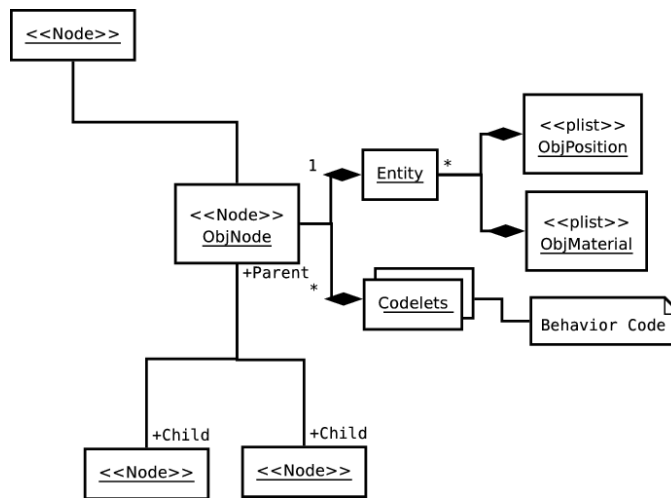 <<Node>>
<<plist>>
ObjPosition
1
Entity
*
<<Node>>
ObjNode
<<plist>>
ObjMaterial
+Parent
*
Codelets
Behavior Code
+Child
+Child
<<Node>>
<<Node>>